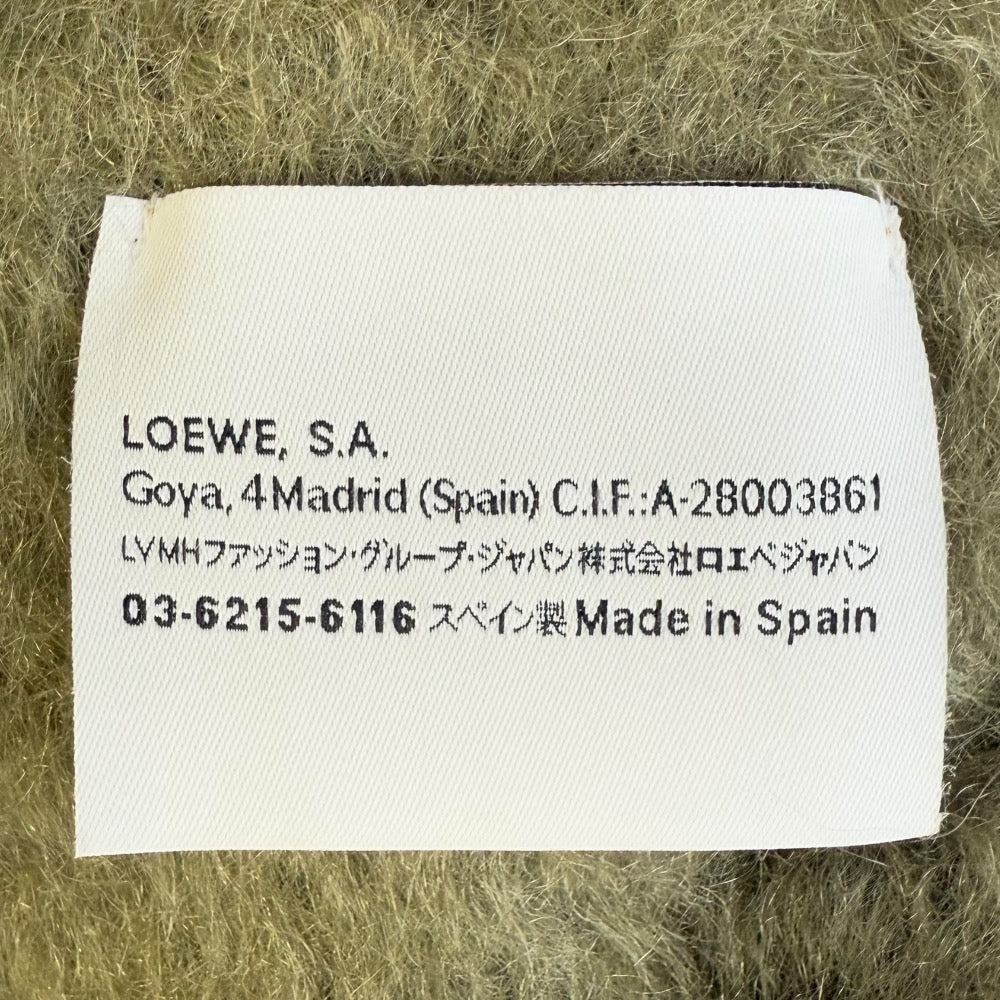 LOEWE, S.A.
Goya, 4 Madrid (Spain) C.I.F.: A-28003861
LVMHファッション・グループ・ジャパン株式会社ロエベジャパン
03-6215-6116 スペイン製 Made in Spain